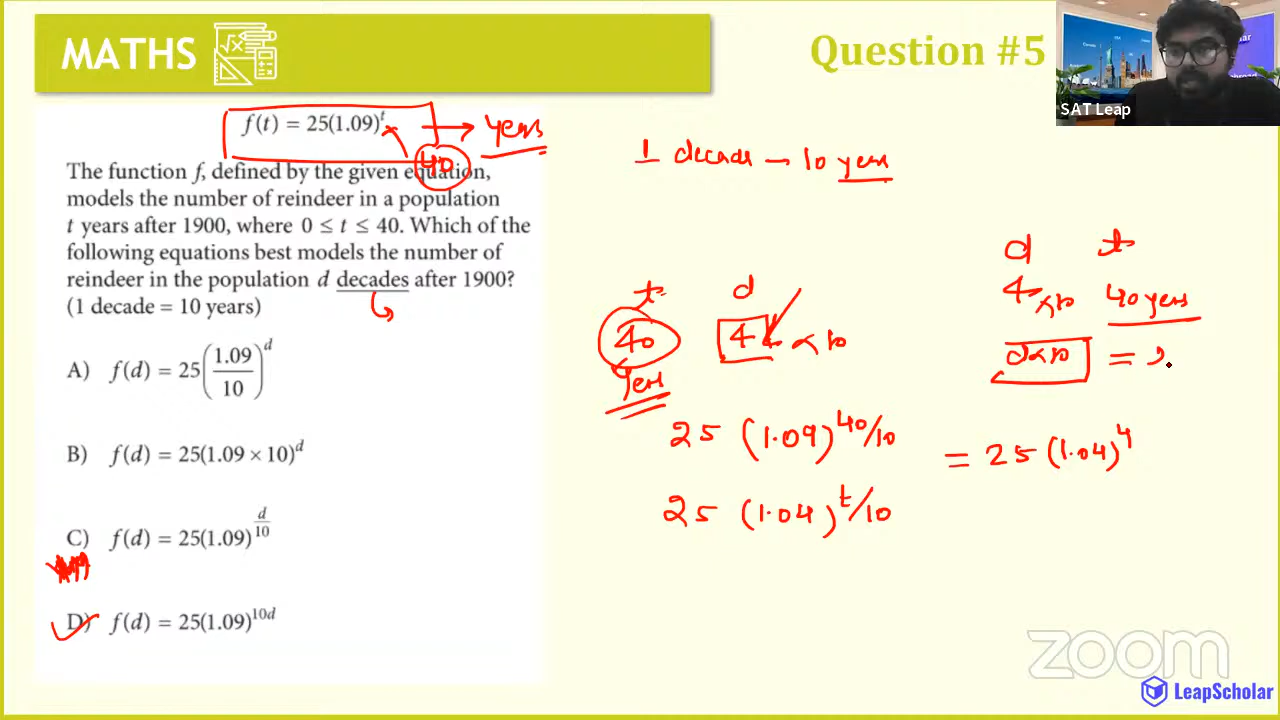 MATHS
Question #5
SAT Leap
f(t) = 25(1.09)^t
40
1 decade – 10
The function f, defined by the given equation,
models the number of reindeer in a population
t years after 1900, where 0 ≤ t ≤ 40. Which of the
following equations best models the number of
reindeer in the population d decades after 1900?
(1 decade = 10 years)
A) f(d) = 25(1.09/10)^d
B) f(d) = 25(1.09 × 10)^d
C) f(d) = 25(1.09)^(d/10)
D) f(d) = 25(1.09)^(10d)
t d
40 4 × 10
d t
4 × 10 40
d × 10 =
25 (1.09)^40/10 = 25 (1.04)^4
25 (1.04)^t/10
zoom
LeapScholar